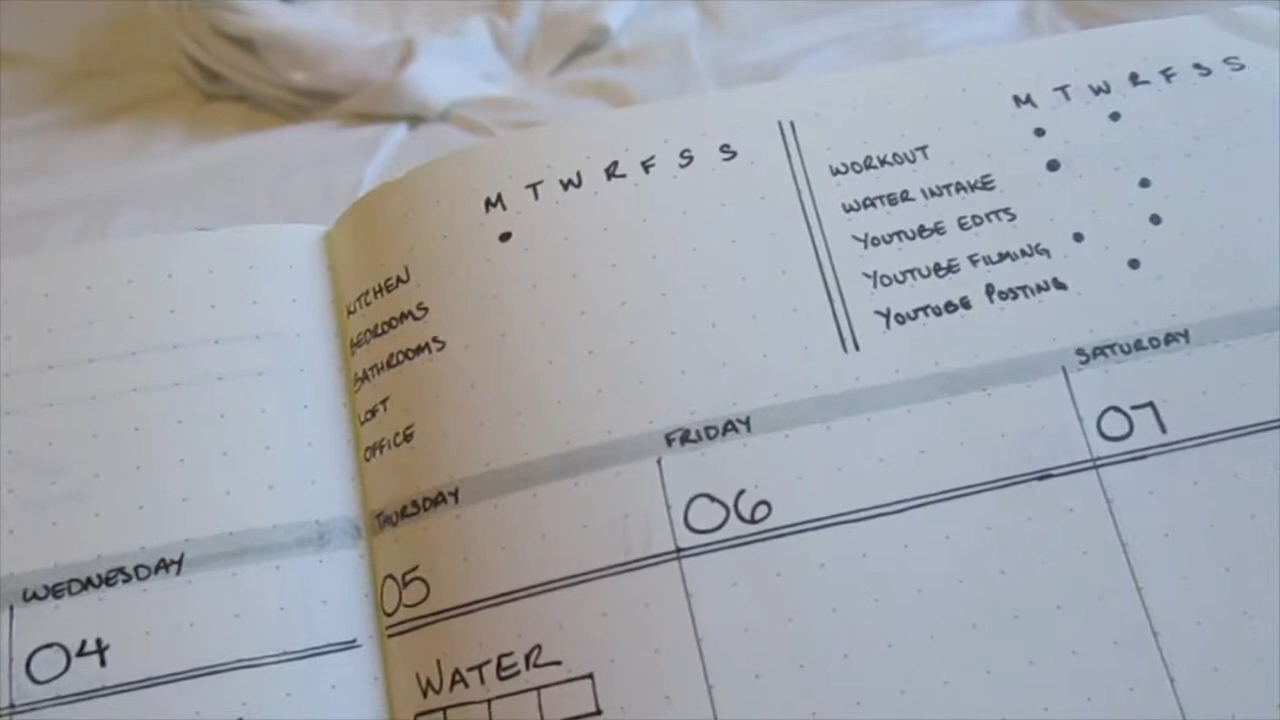 M T W R F S S
KITCHEN
BEDROOMS
BATHROOMS
LOFT
OFFICE
M T W R F S S
WORKOUT
WATER INTAKE
YOUTUBE EDITS
YOUTUBE FILMING
YOUTUBE POSTING
WEDNESDAY
04
THURSDAY
05
WATER
FRIDAY
06
SATURDAY
07